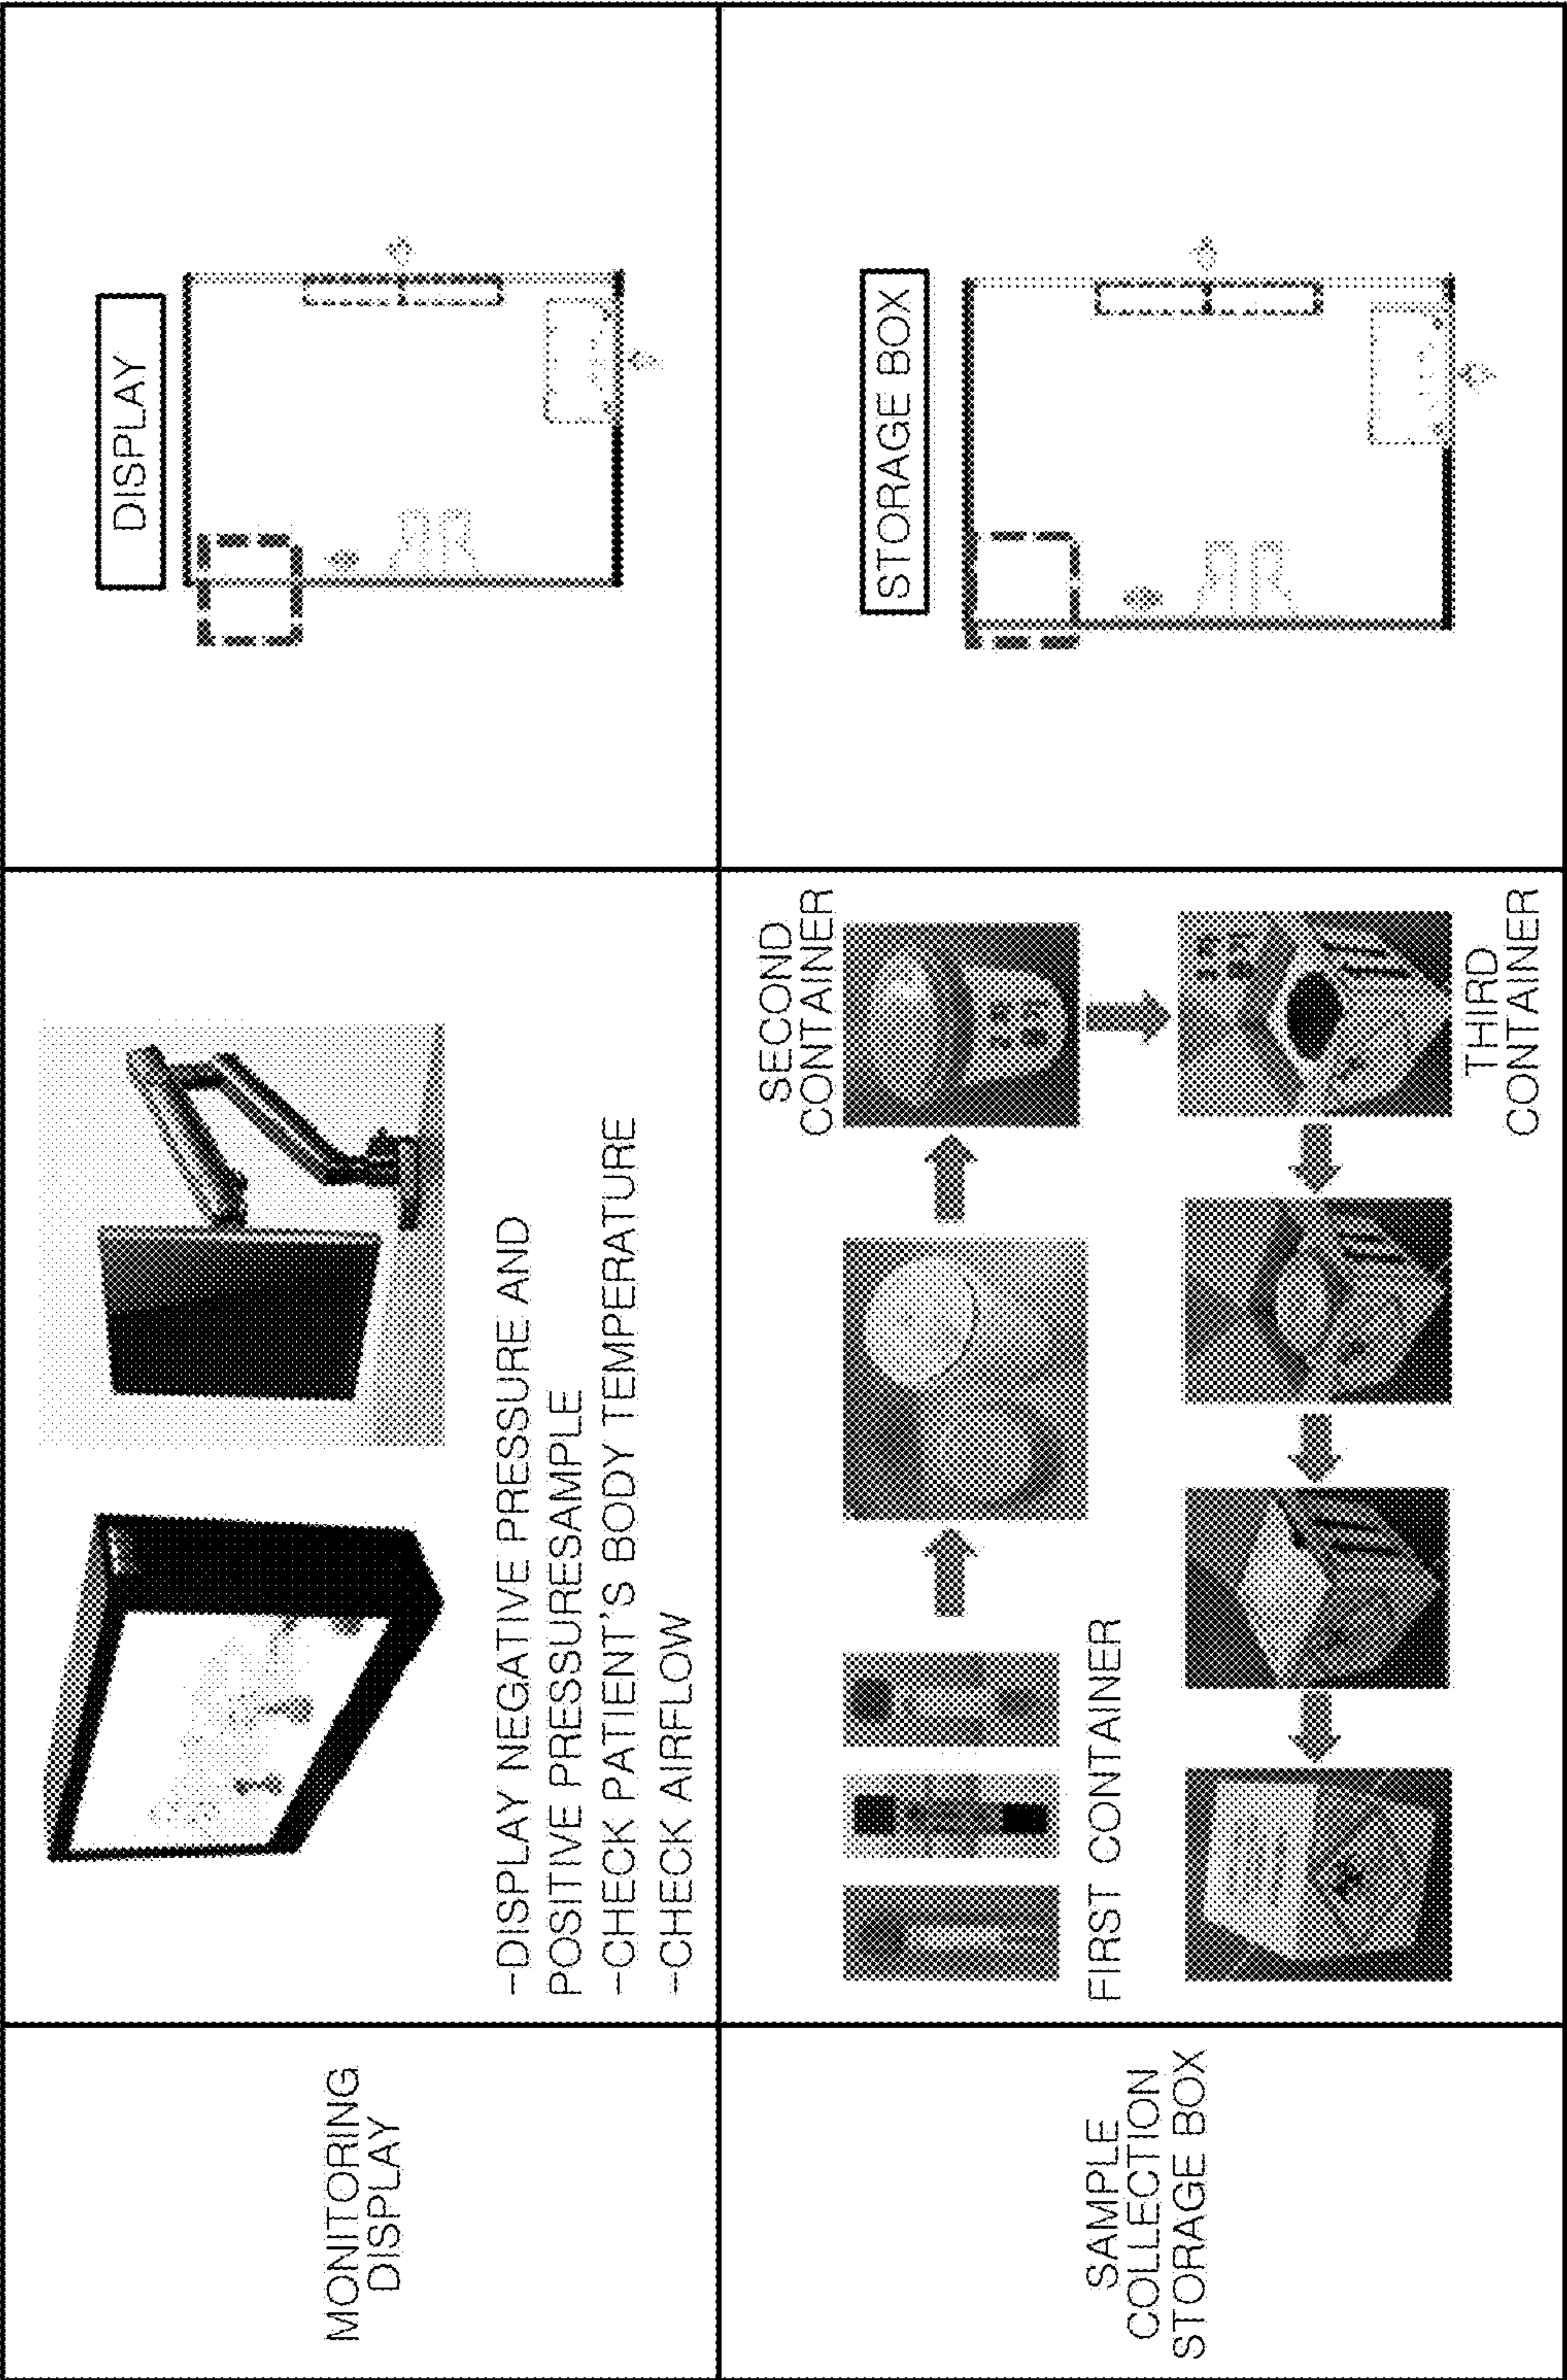 MONITORING
DISPLAY
-DISPLAY NEGATIVE PRESSURE AND
POSITIVE PRESSURESAMPLE
-CHECK PATIENT'S BODY TEMPERATURE
-CHECK AIRFLOW
DISPLAY
SAMPLE
COLLECTION
STORAGE BOX
FIRST CONTAINER
SECOND
CONTAINER
THIRD
CONTAINER
STORAGE BOX